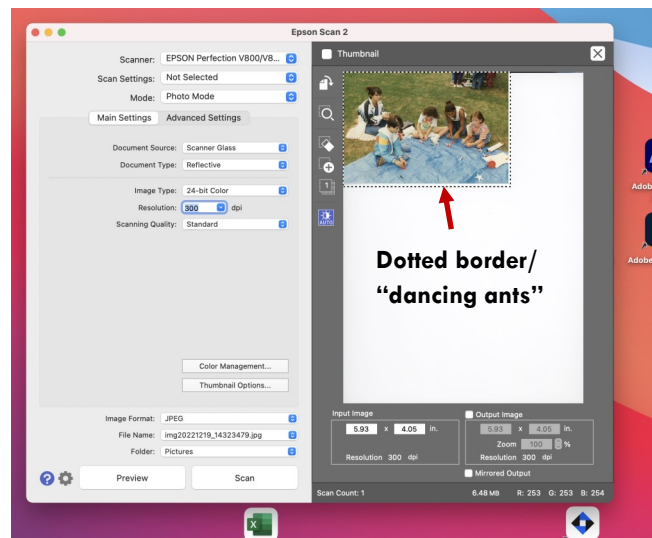 Epson Scan 2
Scanner: EPSON Perfection V800/V8...
Scan Settings: Not Selected
Mode: Photo Mode
Main Settings Advanced Settings
Document Source: Scanner Glass
Document Type: Reflective
Image Type: 24-bit Color
Resolution: 300 dpi
Scanning Quality: Standard
Color Management...
Thumbnail Options...
Image Format: JPEG
File Name: img20221219_14323479.jpg
Folder: Pictures
? Preview Scan
Thumbnail
1
AUTO
Dotted border/
“dancing ants”
Input Image
5.93 x 4.05 in.
Resolution 300 dpi
Output Image
5.93 x 4.05 in.
Zoom 100 %
Resolution 300 dpi
Mirrored Output
Scan Count: 1 6.48 MB R: 253 G: 253 B: 254
Adob
Adobe
X